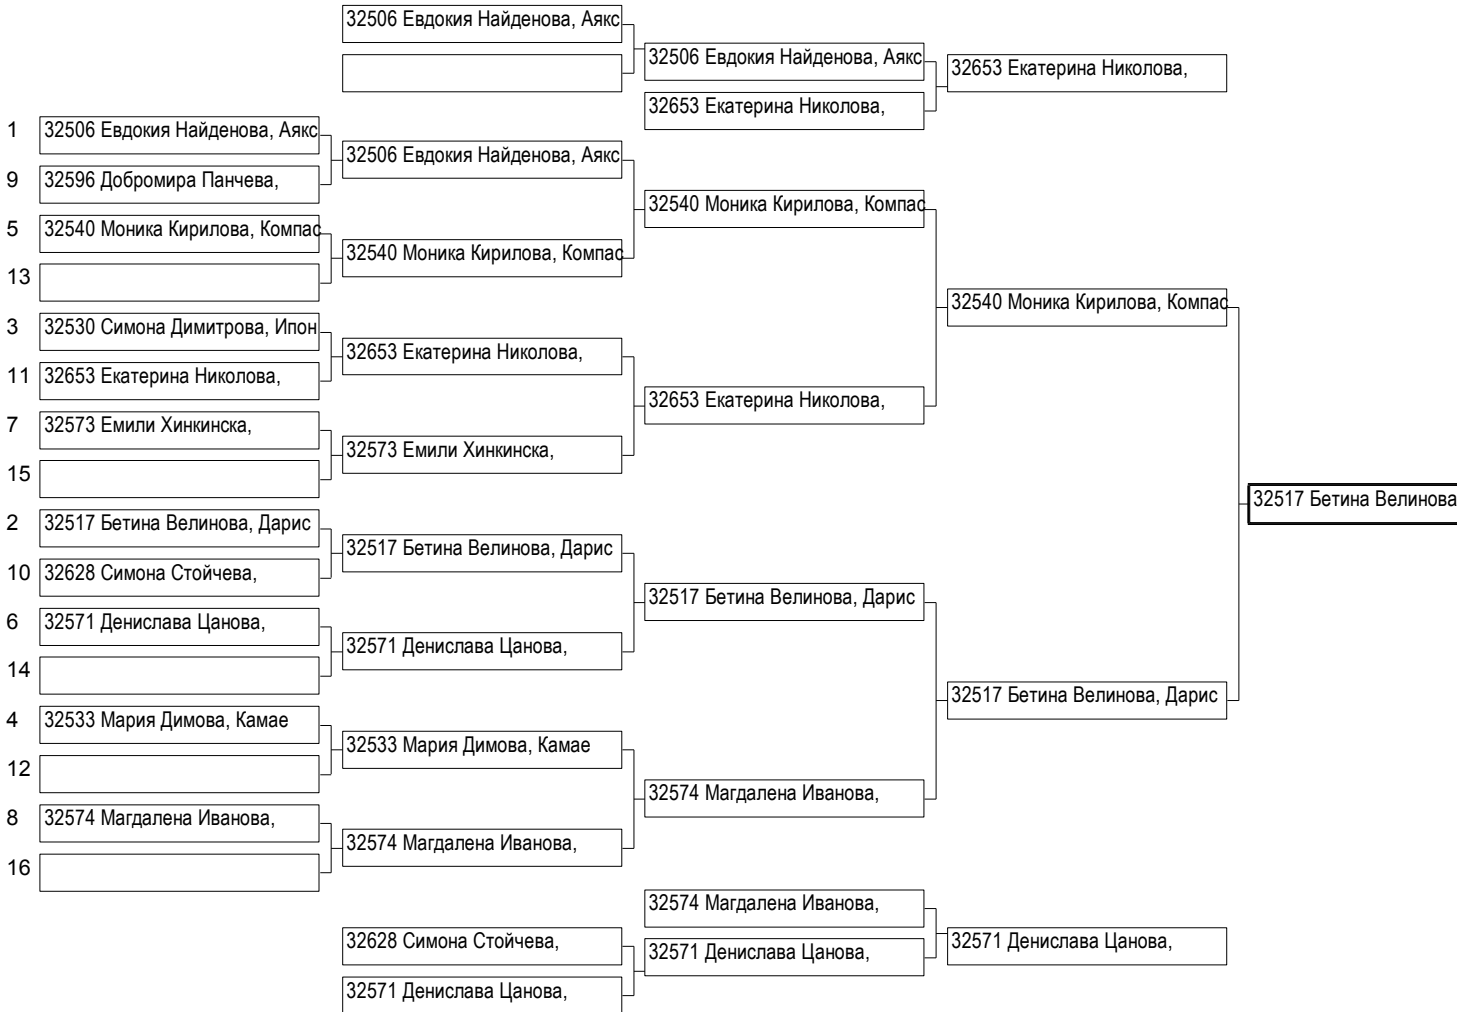 32506 Евдокия Найденова, Аякс
32506 Евдокия Найденова, Аякс
32653 Екатерина Николова,
32653 Екатерина Николова,
1 32506 Евдокия Найденова, Аякс
32506 Евдокия Найденова, Аякс
9 32596 Добромира Панчева,
32540 Моника Кирилова, Компас
5 32540 Моника Кирилова, Компас
32540 Моника Кирилова, Компас
13
32540 Моника Кирилова, Компас
3 32530 Симона Димитрова, Ипон
32653 Екатерина Николова,
11 32653 Екатерина Николова,
32653 Екатерина Николова,
7 32573 Емили Хинкинска,
32573 Емили Хинкинска,
15
32517 Бетина Велинова
2 32517 Бетина Велинова, Дарис
32517 Бетина Велинова, Дарис
10 32628 Симона Стойчева,
32517 Бетина Велинова, Дарис
6 32571 Денислава Цанова,
32571 Денислава Цанова,
14
32517 Бетина Велинова, Дарис
4 32533 Мария Димова, Камае
32533 Мария Димова, Камае
12
32574 Магдалена Иванова,
8 32574 Магдалена Иванова,
32574 Магдалена Иванова,
16
32574 Магдалена Иванова,
32628 Симона Стойчева,
32571 Денислава Цанова,
32571 Денислава Цанова,
32571 Денислава Цанова,